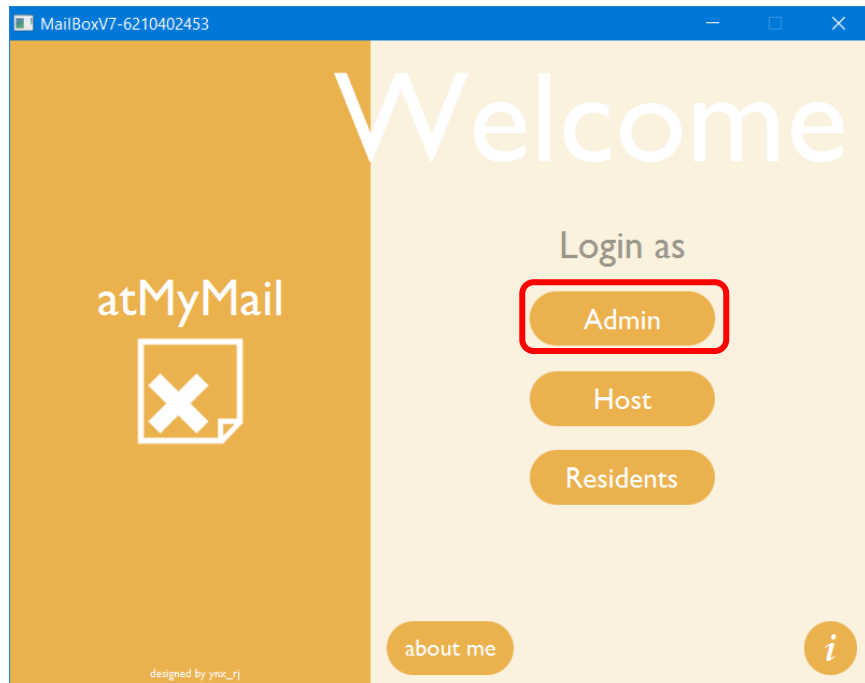 MailBoxV7-6210402453
Welcome
Login as
atMyMail
Admin
Host
Residents
about me
i
designed by ynx_rj